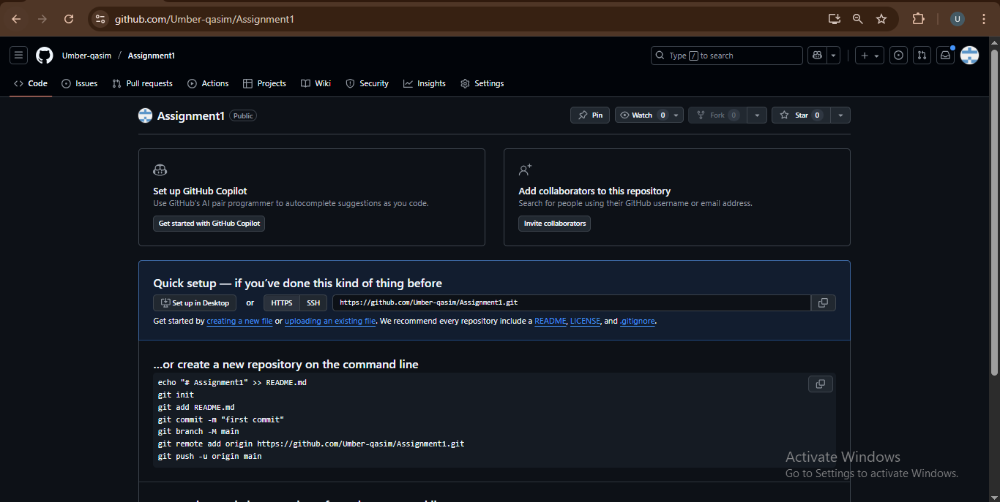 github.com/Umber-qasim/Assignment1
U
Umber-qasim / Assignment1
Type / to search
Code Issues Pull requests Actions Projects Wiki Security Insights Settings
Assignment1 Public
Pin Watch 0 Fork 0 Star 0
Set up GitHub Copilot
Use GitHub's AI pair programmer to autocomplete suggestions as you code.
Get started with GitHub Copilot
Add collaborators to this repository
Search for people using their GitHub username or email address.
Invite collaborators
Quick setup — if you've done this kind of thing before
Set up in Desktop or HTTPS SSH https://github.com/Umber-qasim/Assignment1.git
Get started by creating a new file or uploading an existing file. We recommend every repository include a README, LICENSE, and .gitignore.
...or create a new repository on the command line
echo "# Assignment1" >> README.md
git init
git add README.md
git commit -m "first commit"
git branch -M main
git remote add origin https://github.com/Umber-qasim/Assignment1.git
git push -u origin main
Activate Windows
Go to Settings to activate Windows.